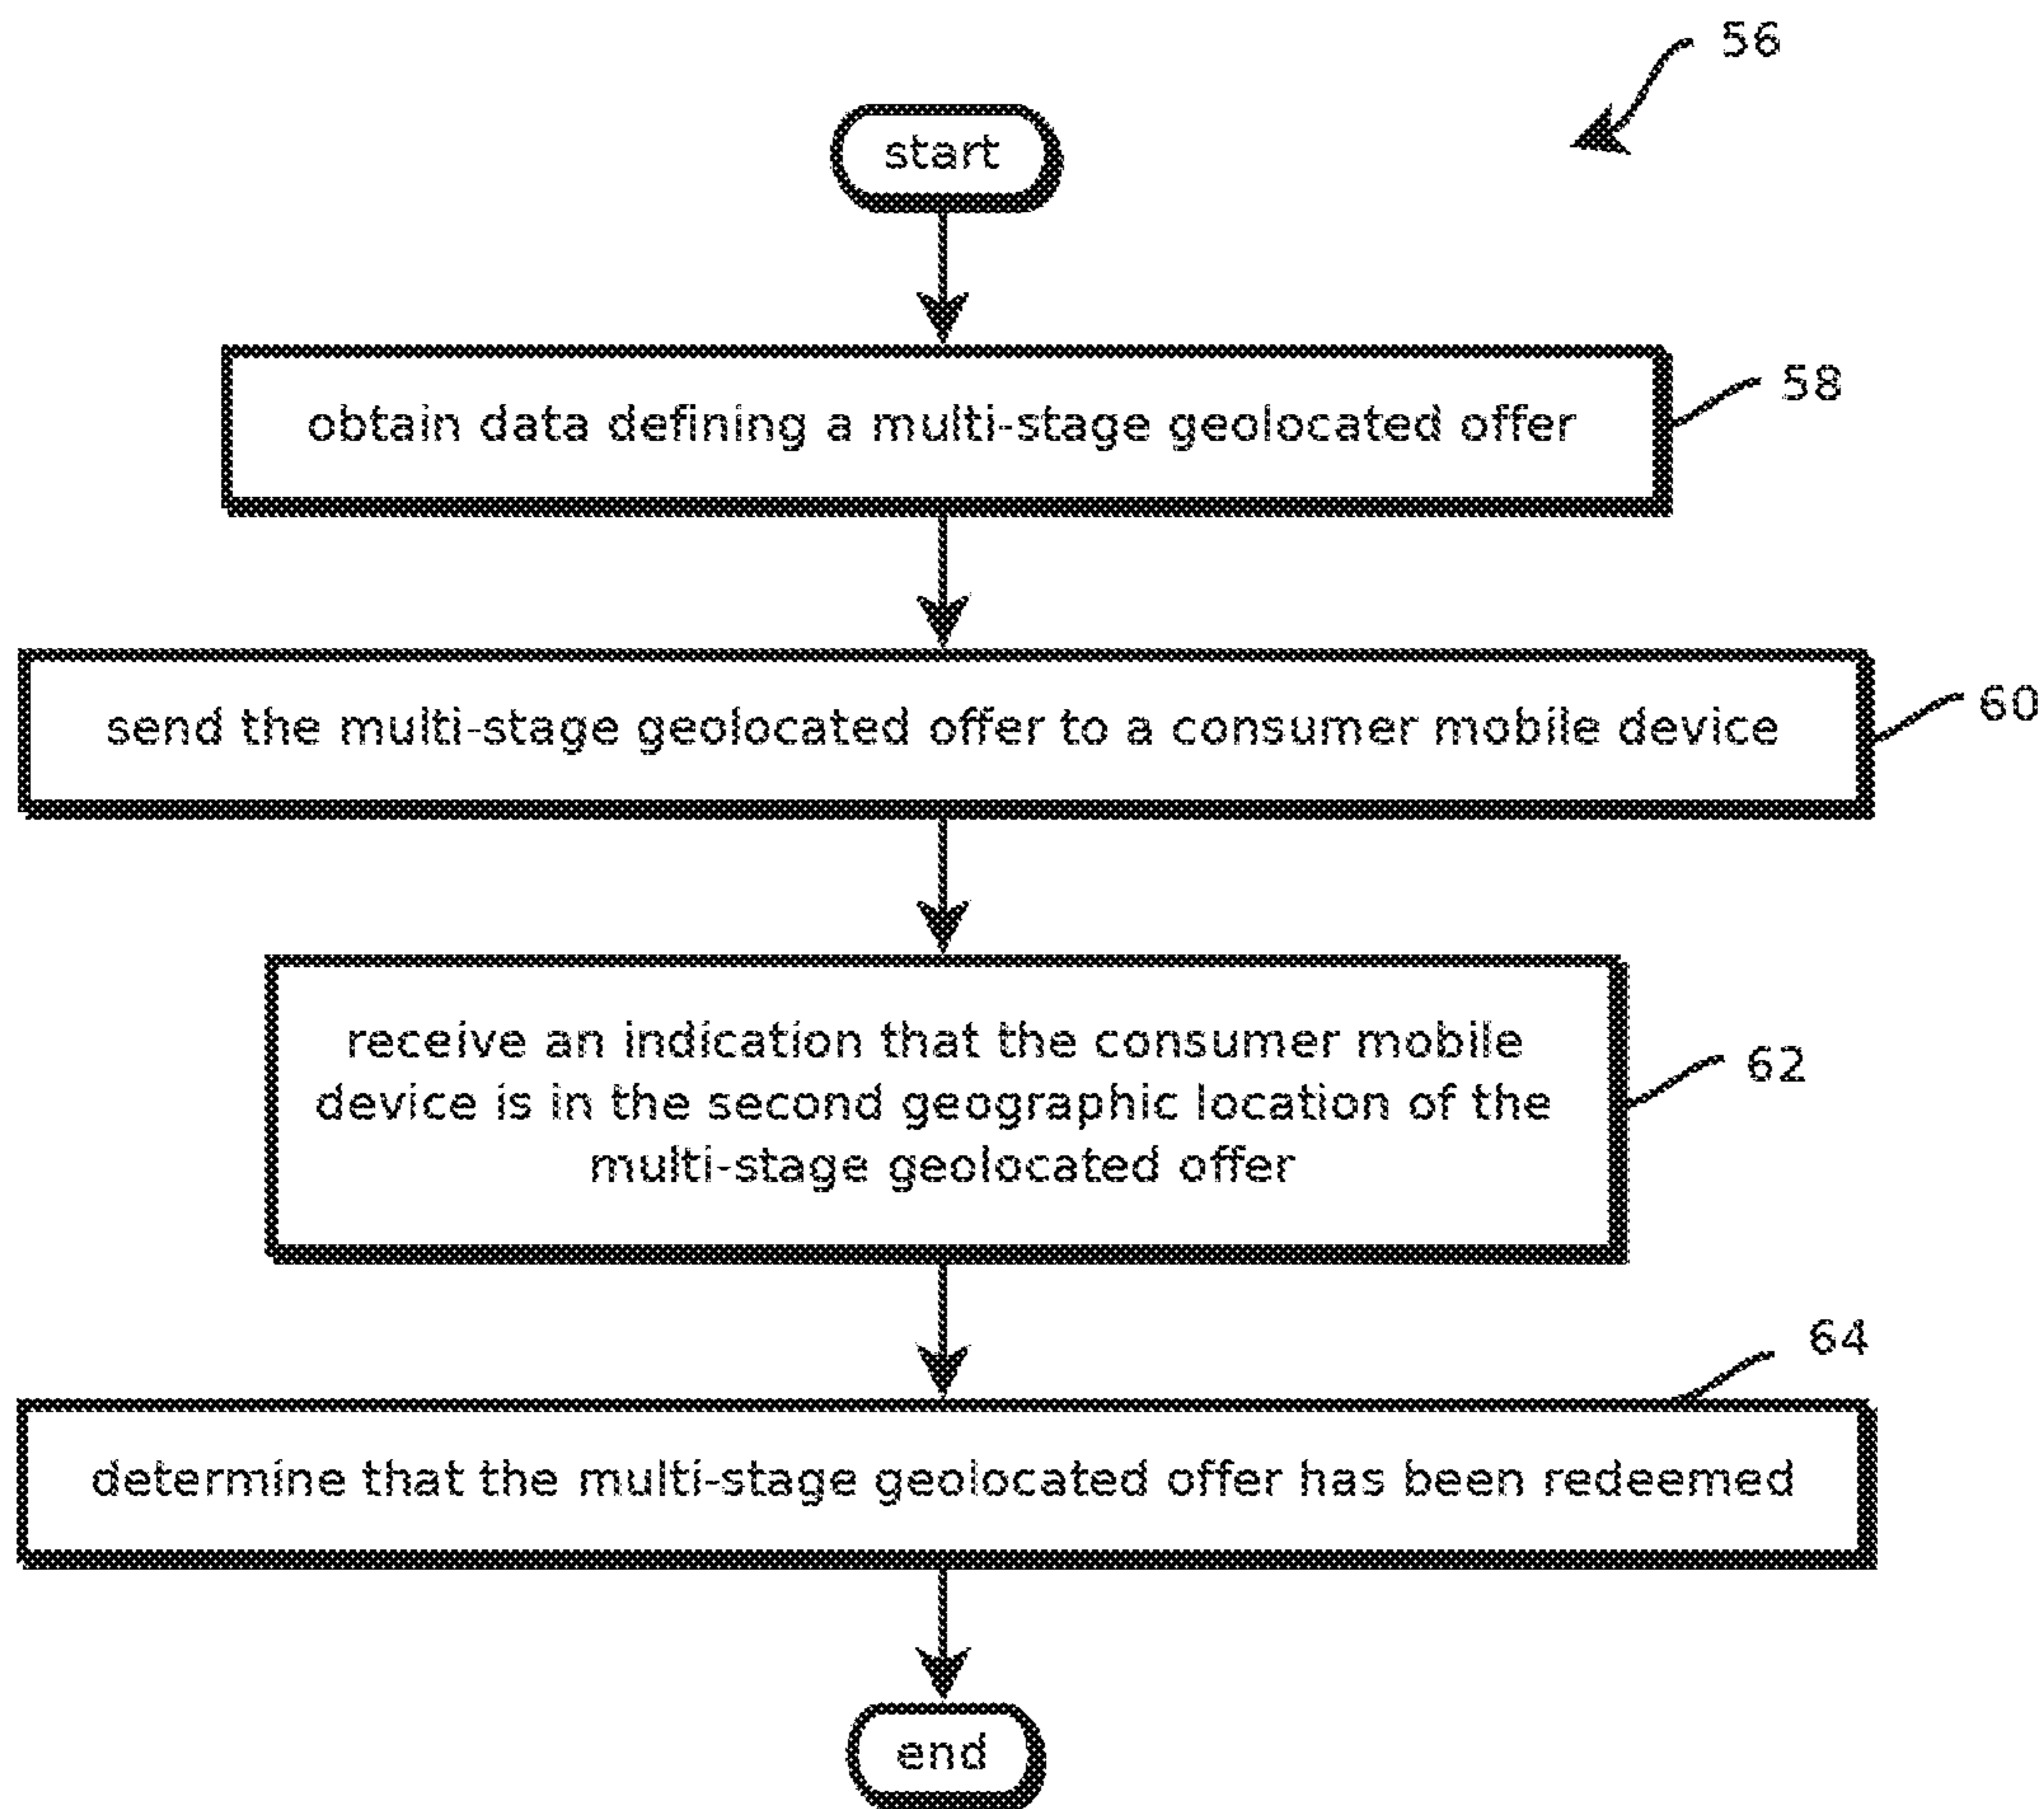 56
start
obtain data defining a multi-stage geolocated offer
58
send the multi-stage geolocated offer to a consumer mobile device
60
receive an indication that the consumer mobile
device is in the second geographic location of the
multi-stage geolocated offer
62
64
determine that the multi-stage geolocated offer has been redeemed
end